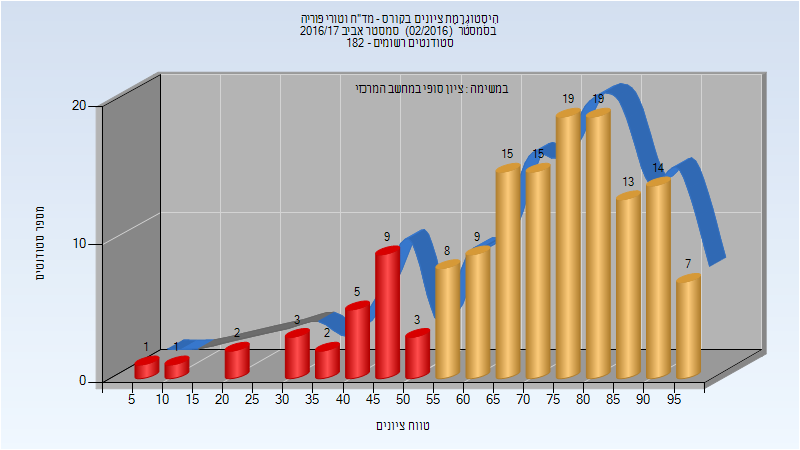 היסטוגרמת ציונים בקורס - מד"ח וטורי פוריה
בסמסטר (02/2016) סמסטר אביב 2016/17
סטודנטים רשומים - 182
במשימה : ציון סופי במחשב המרכזי
מספר סטודנטים
20
10
0
1 1 2 3 2 5 9 3 8 9 15 15 19 19 13 14 7
5 10 15 20 25 30 35 40 45 50 55 60 65 70 75 80 85 90 95
טווח ציונים